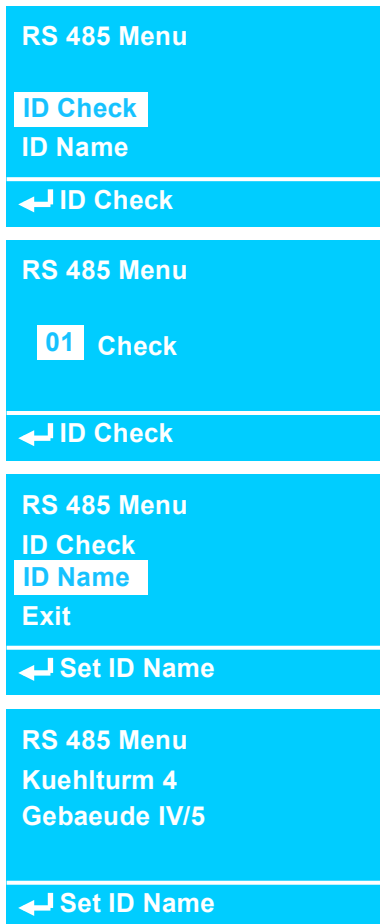 RS 485 Menu
ID Check
ID Name
ID Check
RS 485 Menu
01 Check
ID Check
RS 485 Menu
ID Check
ID Name
Exit
Set ID Name
RS 485 Menu
Kuehlturm 4
Gebaeude IV/5
Set ID Name